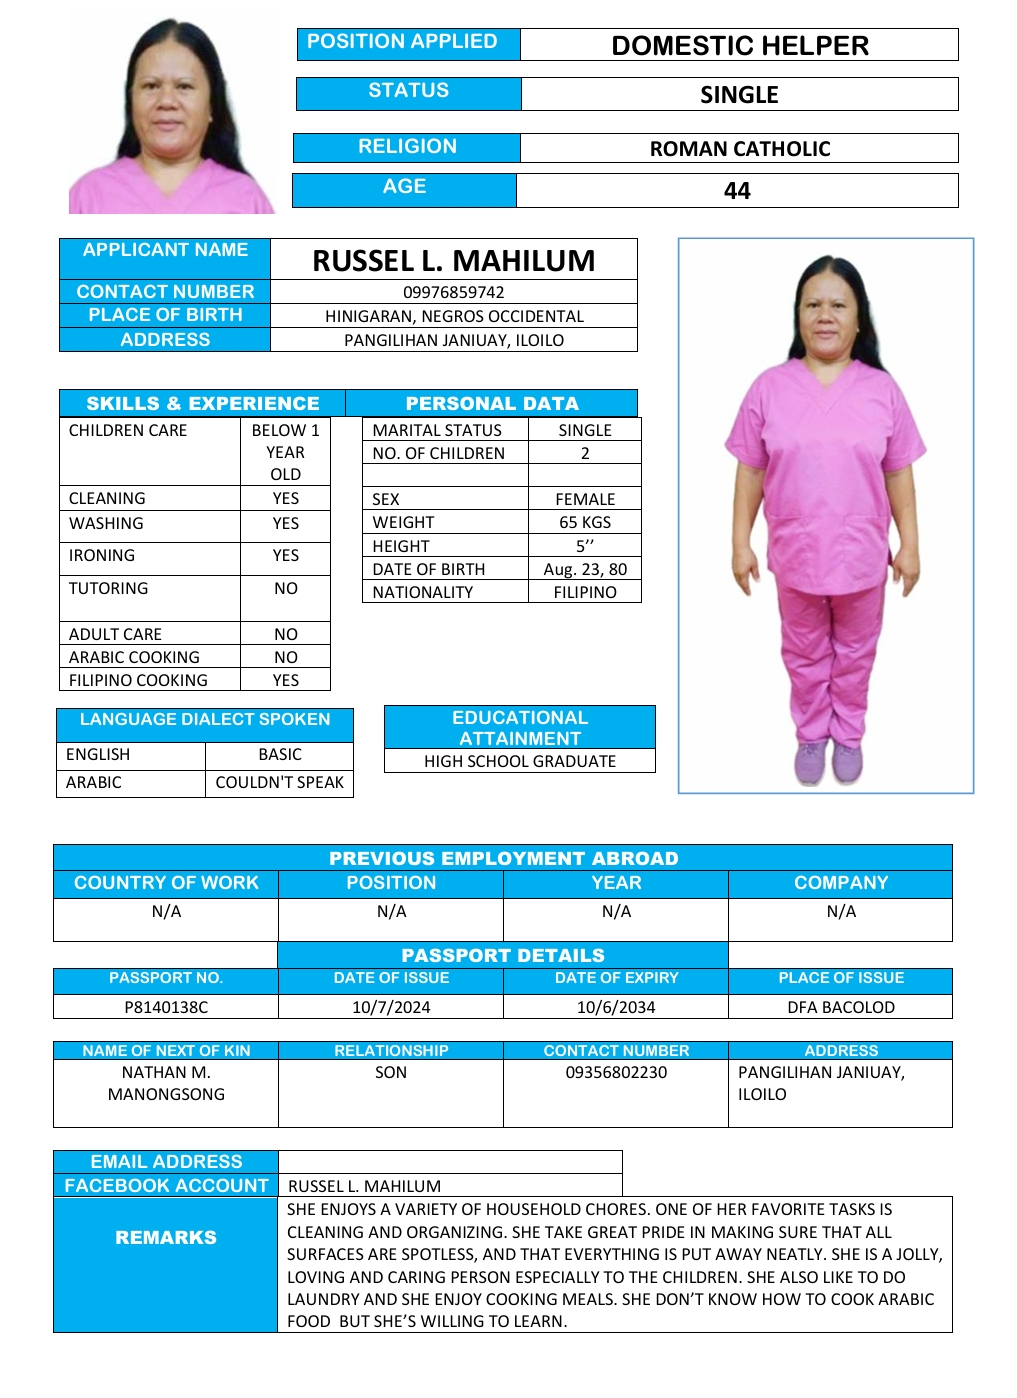 POSITION APPLIED DOMESTIC HELPER
STATUS SINGLE
RELIGION ROMAN CATHOLIC
AGE 44
APPLICANT NAME RUSSEL L. MAHILUM
CONTACT NUMBER 09976859742
PLACE OF BIRTH HINIGARAN, NEGROS OCCIDENTAL
ADDRESS PANGILIHAN JANIUAY, ILOILO
SKILLS & EXPERIENCE
CHILDREN CARE BELOW 1
YEAR
OLD
CLEANING YES
WASHING YES
IRONING YES
TUTORING NO
ADULT CARE NO
ARABIC COOKING NO
FILIPINO COOKING YES
PERSONAL DATA
MARITAL STATUS SINGLE
NO. OF CHILDREN 2
SEX FEMALE
WEIGHT 65 KGS
HEIGHT 5’’
DATE OF BIRTH Aug. 23, 80
NATIONALITY FILIPINO
LANGUAGE DIALECT SPOKEN
ENGLISH BASIC
ARABIC COULDN'T SPEAK
EDUCATIONAL
ATTAINMENT
HIGH SCHOOL GRADUATE
PREVIOUS EMPLOYMENT ABROAD
COUNTRY OF WORK POSITION YEAR COMPANY
N/A N/A N/A N/A
PASSPORT DETAILS
PASSPORT NO. DATE OF ISSUE DATE OF EXPIRY PLACE OF ISSUE
P8140138C 10/7/2024 10/6/2034 DFA BACOLOD
NAME OF NEXT OF KIN RELATIONSHIP CONTACT NUMBER ADDRESS
NATHAN M. SON 09356802230 PANGILIHAN JANIUAY,
MANONGSONG ILOILO
EMAIL ADDRESS
FACEBOOK ACCOUNT RUSSEL L. MAHILUM
REMARKS
SHE ENJOYS A VARIETY OF HOUSEHOLD CHORES. ONE OF HER FAVORITE TASKS IS
CLEANING AND ORGANIZING. SHE TAKE GREAT PRIDE IN MAKING SURE THAT ALL
SURFACES ARE SPOTLESS, AND THAT EVERYTHING IS PUT AWAY NEATLY. SHE IS A JOLLY,
LOVING AND CARING PERSON ESPECIALLY TO THE CHILDREN. SHE ALSO LIKE TO DO
LAUNDRY AND SHE ENJOY COOKING MEALS. SHE DON’T KNOW HOW TO COOK ARABIC
FOOD BUT SHE’S WILLING TO LEARN.